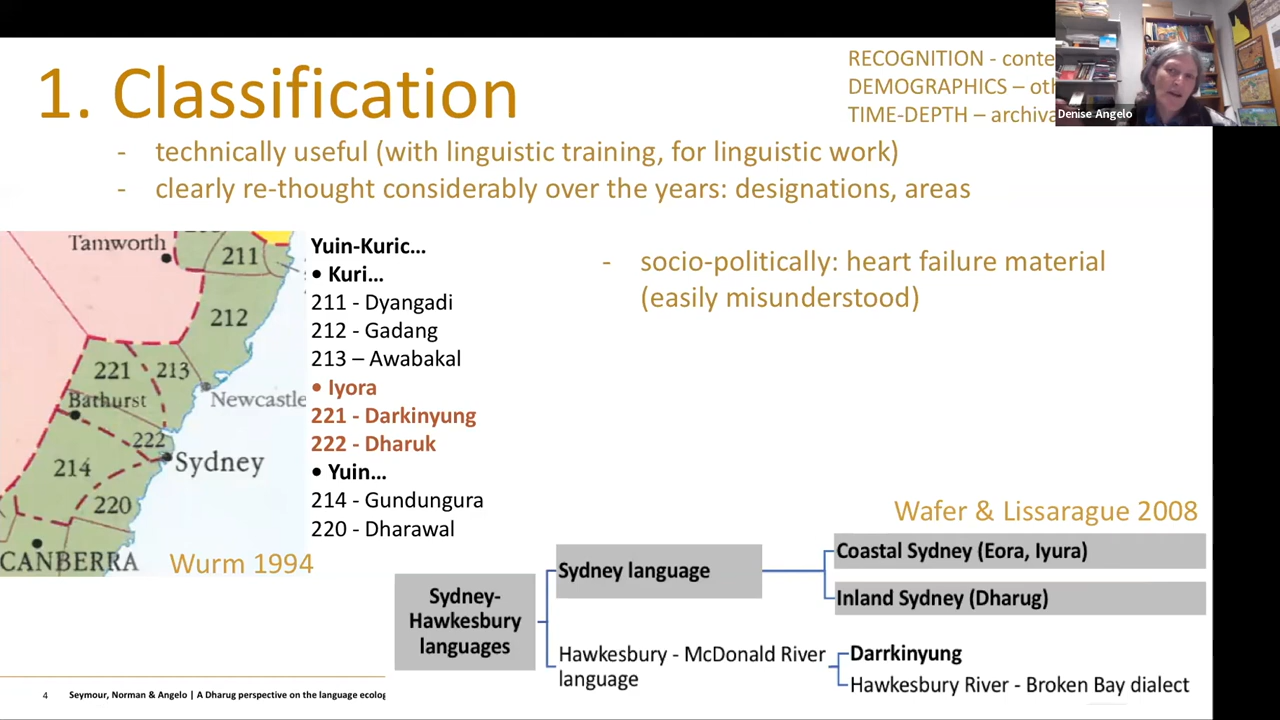 1. Classification
RECOGNITION - conte
DEMOGRAPHICS – oth
TIME-DEPTH – archiva
Denise Angelo
- technically useful (with linguistic training, for linguistic work)
- clearly re-thought considerably over the years: designations, areas
Tamworth
211
212
221
213
Bathurst
Newcastle
222
Sydney
214
220
CANBERRA
Wurm 1994
Yuin-Kuric...
• Kuri...
211 - Dyangadi
212 - Gadang
213 – Awabakal
• Iyora
221 - Darkinyung
222 - Dharuk
• Yuin...
214 - Gundungura
220 - Dharawal
- socio-politically: heart failure material
(easily misunderstood)
Wafer & Lissarague 2008
Sydney-
Hawkesbury
languages
Sydney language
Coastal Sydney (Eora, Iyura)
Inland Sydney (Dharug)
Hawkesbury - McDonald River
language
Darrkinyung
Hawkesbury River - Broken Bay dialect
4 Seymour, Norman & Angelo | A Dharug perspective on the language ecolog